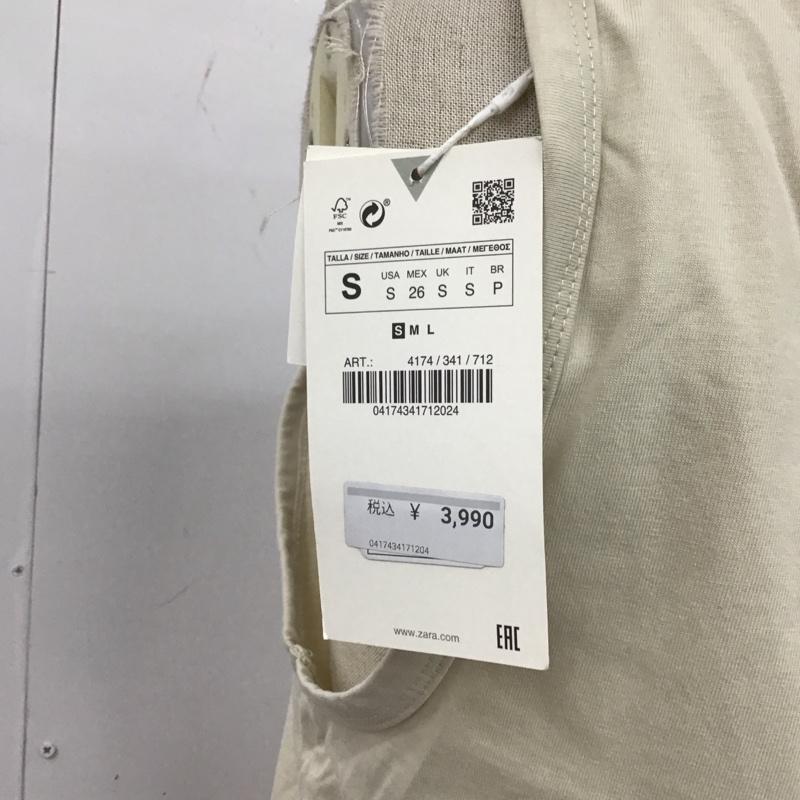 FSC
MIX
TALLA / SIZE / TAMANHO / TAILLE / MAAT / ΜΕΓΕΘΟΣ
S USA MEX UK IT BR
S 26 S S P
S M L
ART.: 4174 / 341 / 712
04174341712024
税込 ¥ 3,990
0417434171204
www.zara.com
EAC